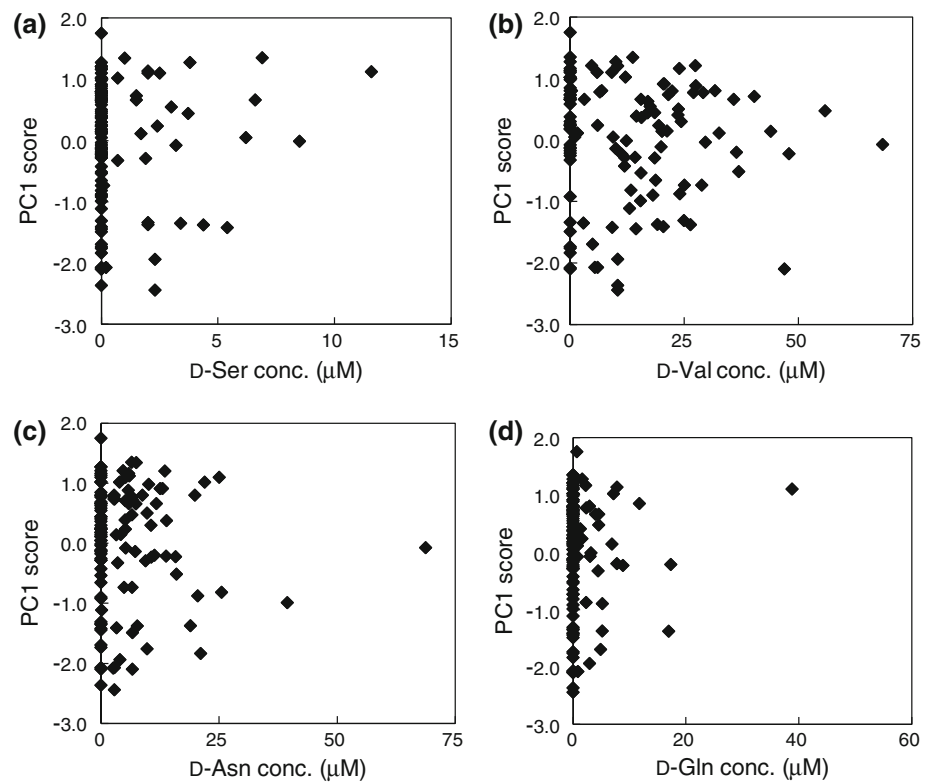 (a)
2.0
1.0
0.0
-1.0
-2.0
-3.0
PC1 score
0 5 10 15
D-Ser conc. (μM)
(b)
2.0
1.0
0.0
-1.0
-2.0
-3.0
PC1 score
0 25 50 75
D-Val conc. (μM)
(c)
2.0
1.0
0.0
-1.0
-2.0
-3.0
PC1 score
0 25 50 75
D-Asn conc. (μM)
(d)
2.0
1.0
0.0
-1.0
-2.0
-3.0
PC1 score
0 20 40 60
D-Gln conc. (μM)